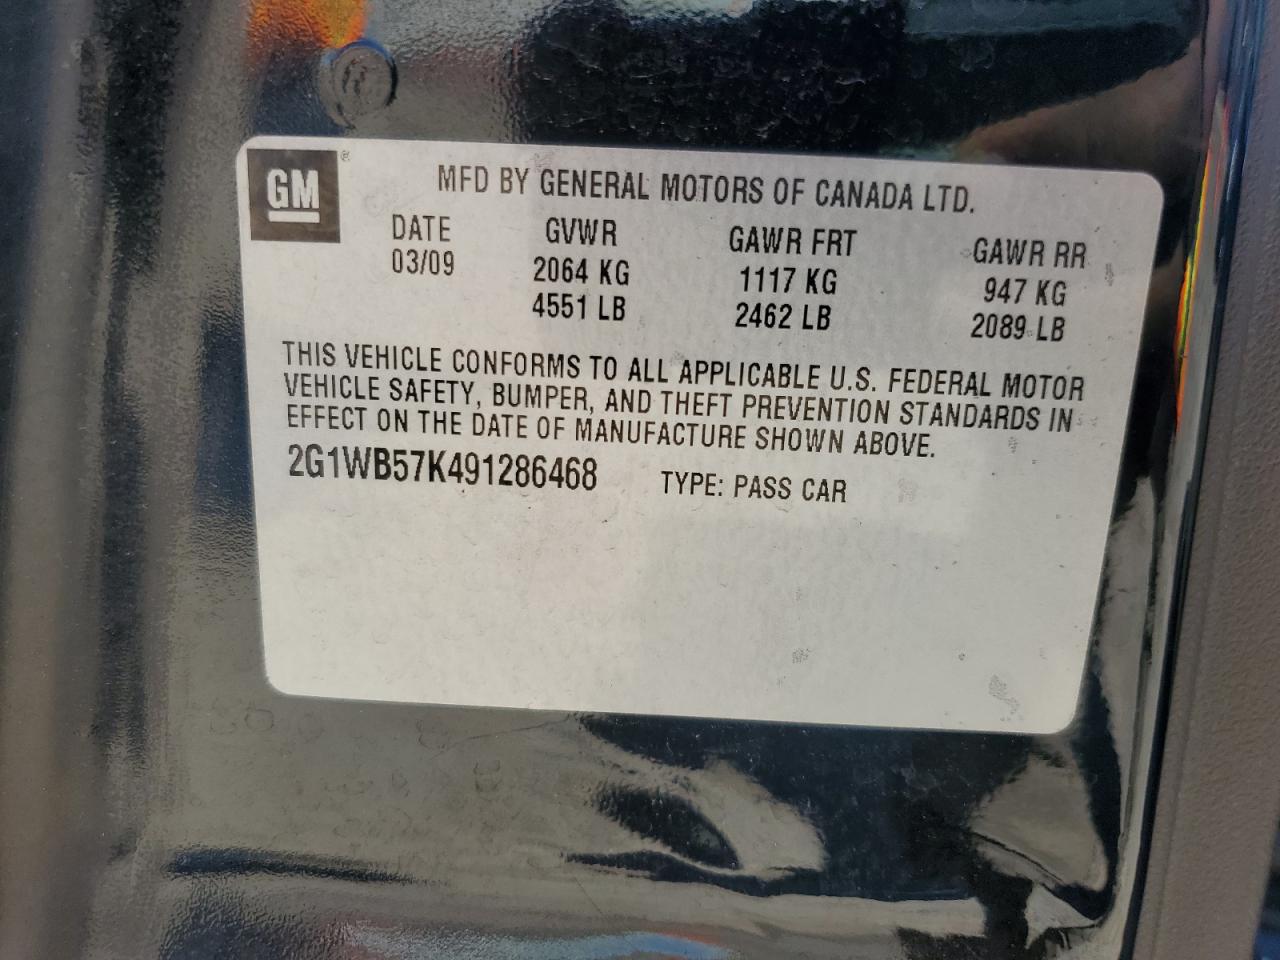 GM
MFD BY GENERAL MOTORS OF CANADA LTD.
DATE GVWR GAWR FRT GAWR RR
03/09 2064 KG 1117 KG 947 KG
4551 LB 2462 LB 2089 LB
THIS VEHICLE CONFORMS TO ALL APPLICABLE U.S. FEDERAL MOTOR
VEHICLE SAFETY, BUMPER, AND THEFT PREVENTION STANDARDS IN
EFFECT ON THE DATE OF MANUFACTURE SHOWN ABOVE.
2G1WB57K491286468 TYPE: PASS CAR